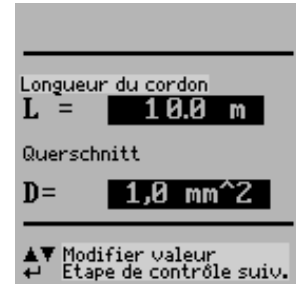 Longueur du cordon
L = 10.0 m
Querschnitt
D= 1,0 mm^2
▲▼ Modifier valeur
↵ Etape de contrôle suiv.